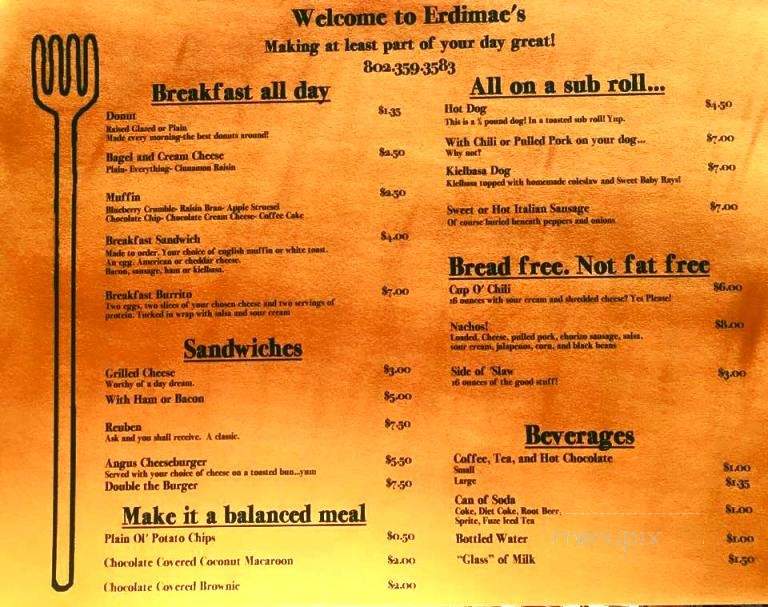 Welcome to Erdimae's
Making at least part of your day great!
802.359.3583
Breakfast all day
Donut $1.35
Raised Glazed or Plain
Made every morning-the best donuts around!
Bagel and Cream Cheese $2.50
Plain- Everything- Cinnamon Raisin
Muffin $2.50
Blueberry Crumble- Raisin Bran- Apple Struesel
Chocolate Chip- Chocolate Cream Cheese- Coffee Cake
Breakfast Sandwich $4.00
Made to order. Your choice of english muffin or white toast.
An egg. American or cheddar cheese.
Bacon, sausage, ham or kielbasa.
Breakfast Burrito $7.00
Two eggs, two slices of your chosen cheese and two servings of
protein. Tucked in wrap with salsa and sour cream
Sandwiches
Grilled Cheese $3.00
Worthy of a day dream.
With Ham or Bacon $5.00
Reuben $7.50
Ask and you shall receive. A classic.
Angus Cheeseburger $5.50
Served with your choice of cheese on a toasted bun...yum
Double the Burger $7.50
Make it a balanced meal
Plain Ol' Potato Chips $0.50
Chocolate Covered Coconut Macaroon $2.00
Chocolate Covered Brownie $2.00
All on a sub roll...
Hot Dog $4.50
This is a pound dog! In a toasted sub roll! Yup.
With Chili or Pulled Pork on your dog... $7.00
Why not?
Kielbasa Dog $7.00
Kielbasa topped with homemade coleslaw and Sweet Baby Rays!
Sweet or Hot Italian Sausage $7.00
Of course buried beneath peppers and onions
Bread free. Not fat free
Cup O' Chili $6.00
16 ounces with sour cream and shredded cheese? Yes Please!
Nachos! $8.00
Loaded, Cheese, pulled pork, chorizo sausage, salsa,
sour cream, jalapenos, corn, and black beans
Side of 'Slaw $3.00
16 ounces of the good stuff!
Beverages
Coffee, Tea, and Hot Chocolate
Small $1.00
Large $1.35
Can of Soda $1.00
Coke, Diet Coke, Root Beer,
Sprite, Fuze Iced Tea
Bottled Water $1.00
"Glass" of Milk $1.50
menupix